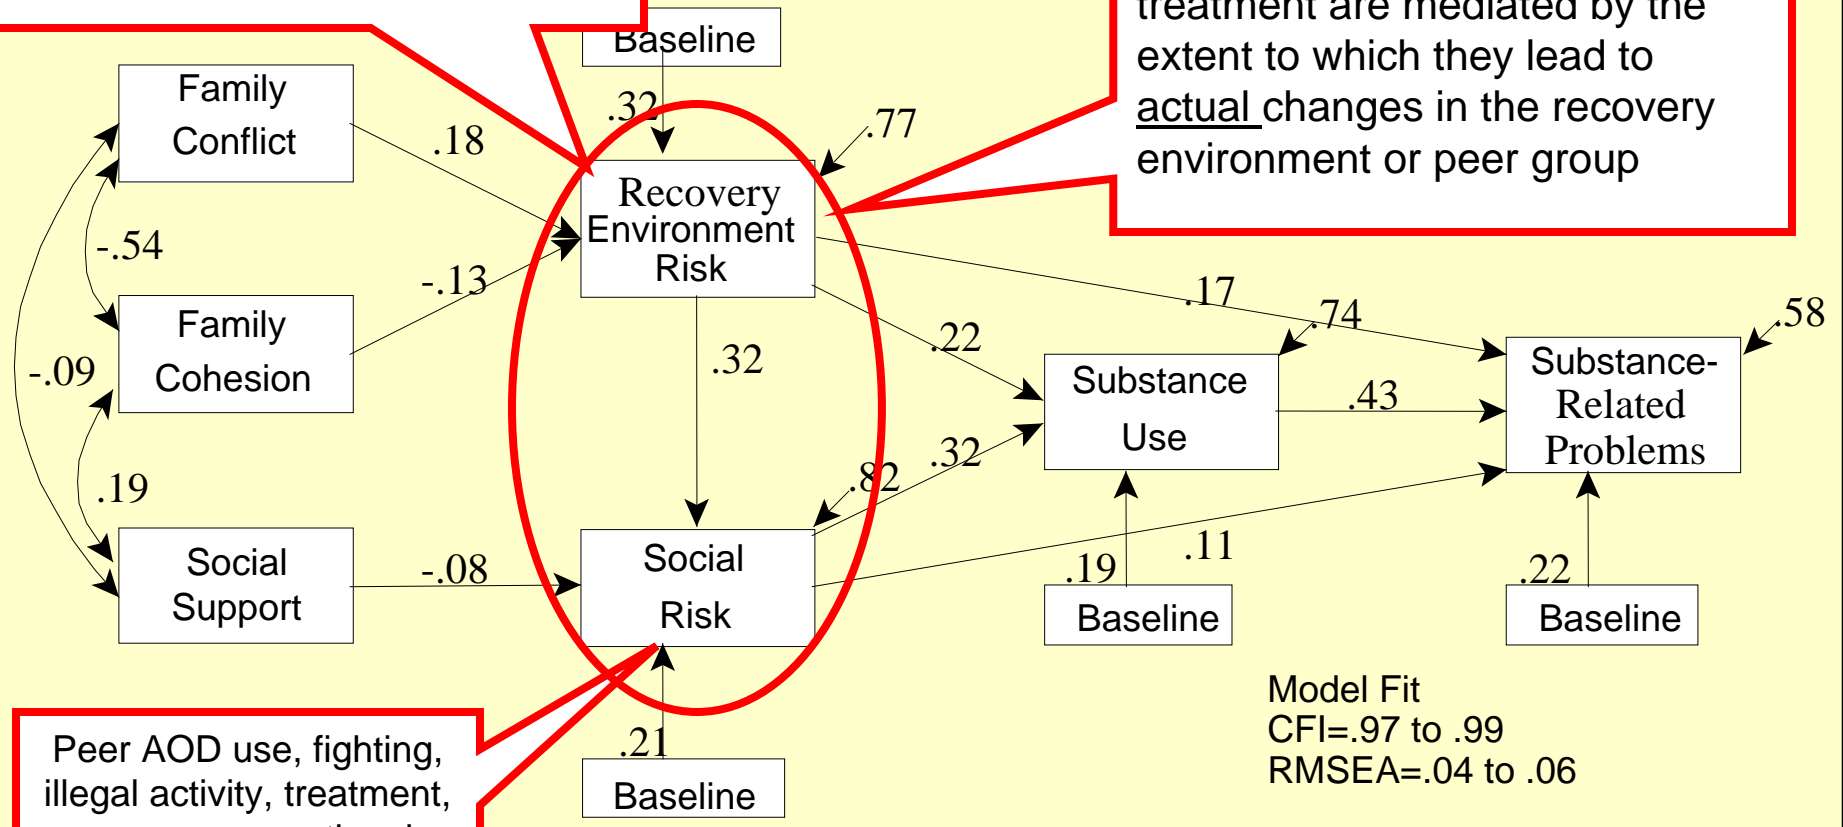 treatment are mediated by the
extent to which they lead to
actual changes in the recovery
environment or peer group
Baseline
.32
.77
Family
Conflict
.18
Recovery
Environment
Risk
-.54
-.13
.17
.22
.74
.58
Family
Cohesion
-.09
.32
Substance
Use
.43
Substance-
Related
Problems
.19
.82
.32
Social
Support
-.08
Social
Risk
.11
.19
Baseline
.22
Baseline
.21
Baseline
Model Fit
CFI=.97 to .99
RMSEA=.04 to .06
Peer AOD use, fighting,
illegal activity, treatment,